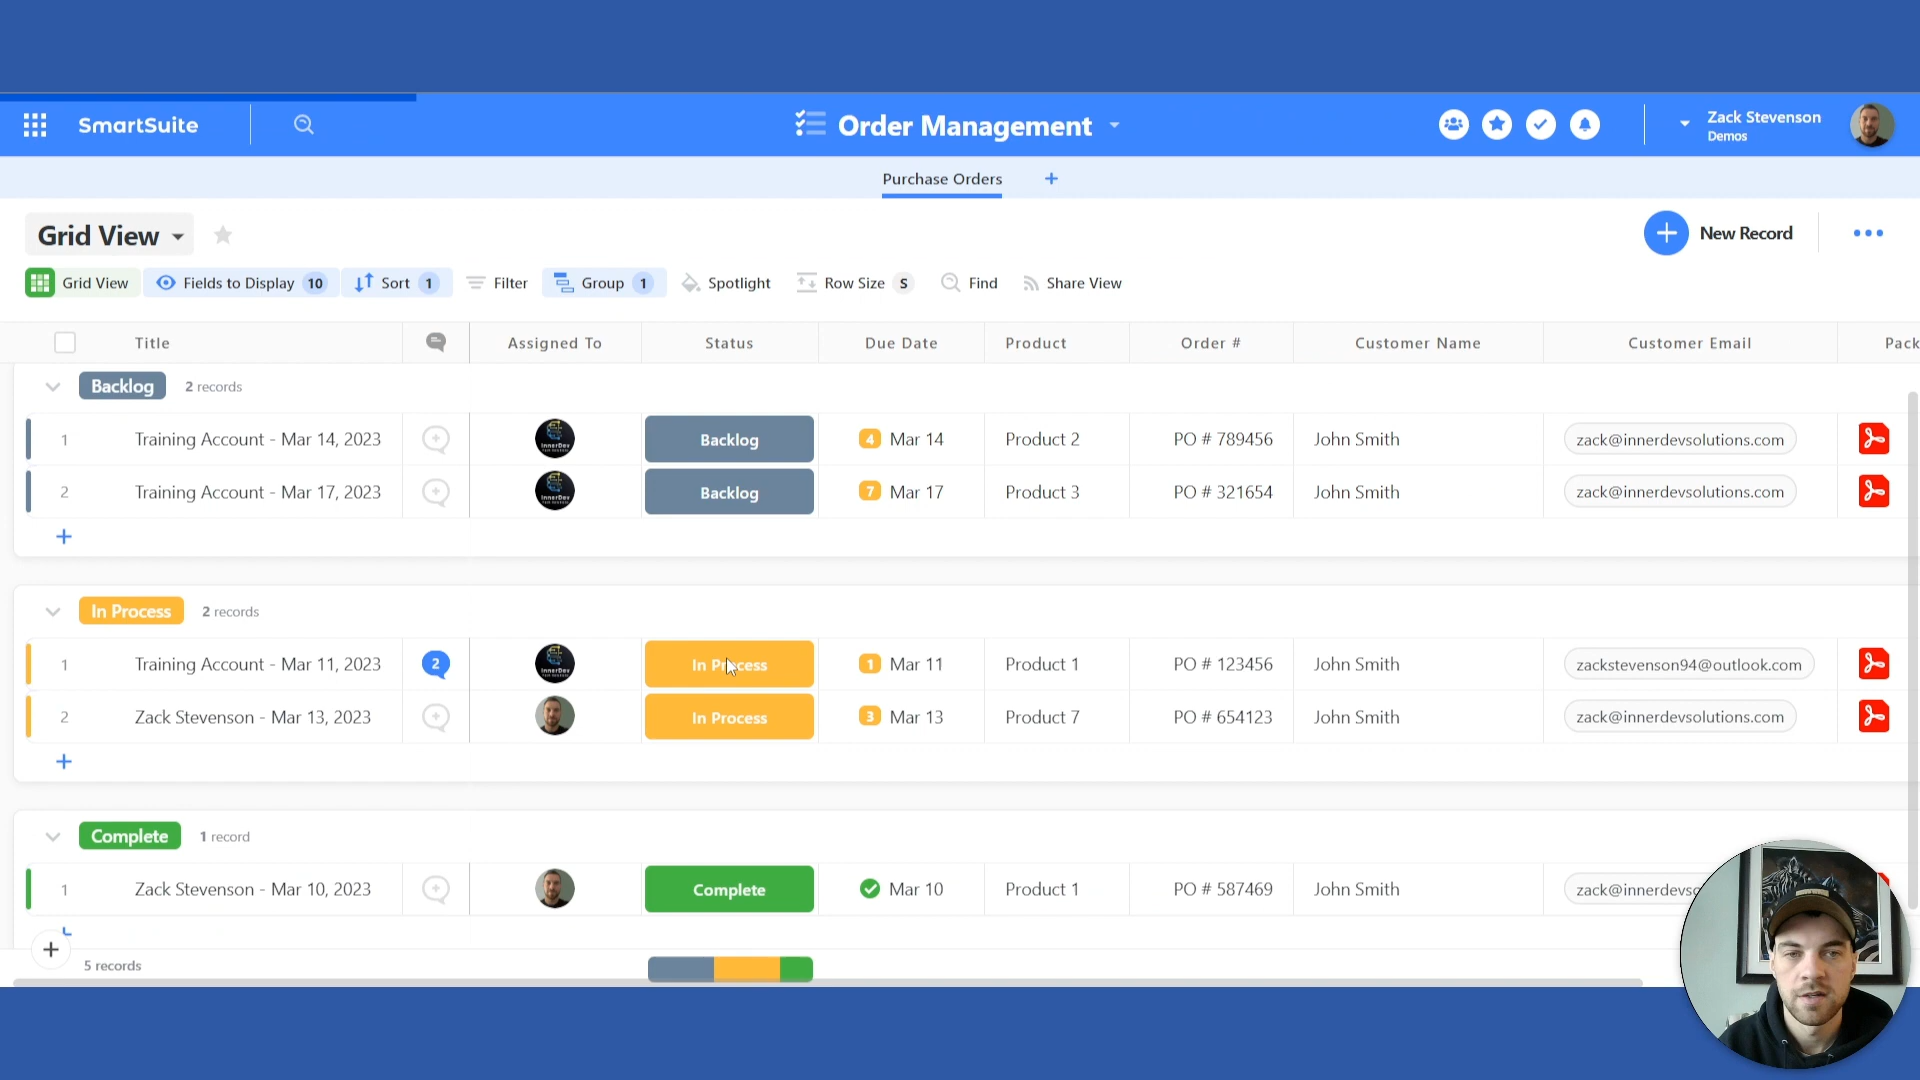 SmartSuite
Order Management
Zack Stevenson
Demos
Purchase Orders +
Grid View
New Record
Grid View Fields to Display 10 Sort 1 Filter Group 1 Spotlight Row Size S Find Share View
Title Assigned To Status Due Date Product Order # Customer Name Customer Email Pack
Backlog 2 records
1 Training Account - Mar 14, 2023 Backlog 4 Mar 14 Product 2 PO # 789456 John Smith zack@innerdevsolutions.com
2 Training Account - Mar 17, 2023 Backlog 7 Mar 17 Product 3 PO # 321654 John Smith zack@innerdevsolutions.com
+
In Process 2 records
1 Training Account - Mar 11, 2023 2 In Process 1 Mar 11 Product 1 PO # 123456 John Smith zackstevenson94@outlook.com
2 Zack Stevenson - Mar 13, 2023 In Process 3 Mar 13 Product 7 PO # 654123 John Smith zack@innerdevsolutions.com
+
Complete 1 record
1 Zack Stevenson - Mar 10, 2023 Complete Mar 10 Product 1 PO # 587469 John Smith zack@innerdevs
+
5 records